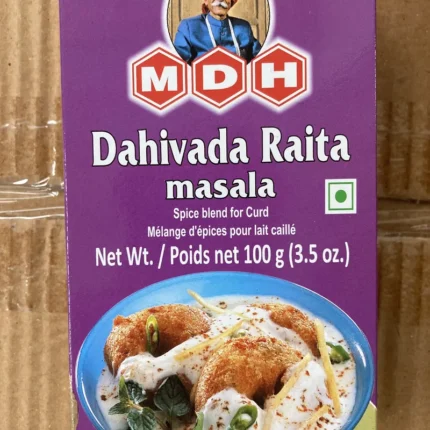 MDH
Dahivada Raita
masala
Spice blend for Curd
Mélange d'épices pour lait caillé
Net Wt. / Poids net 100 g (3.5 oz.)